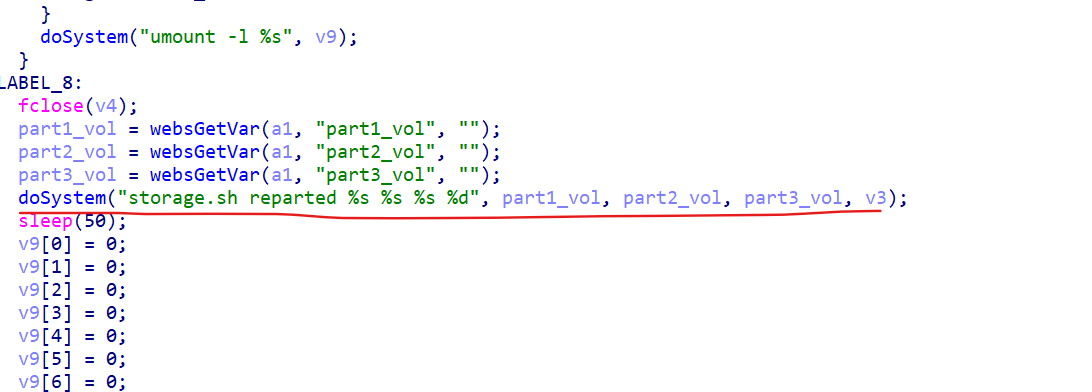 }
doSystem("umount -l %s", v9);
}
LABEL_8:
fclose(v4);
part1_vol = websGetVar(a1, "part1_vol", "");
part2_vol = websGetVar(a1, "part2_vol", "");
part3_vol = websGetVar(a1, "part3_vol", "");
doSystem("storage.sh reparted %s %s %s %d", part1_vol, part2_vol, part3_vol, v3);
sleep(50);
v9[0] = 0;
v9[1] = 0;
v9[2] = 0;
v9[3] = 0;
v9[4] = 0;
v9[5] = 0;
v9[6] = 0;